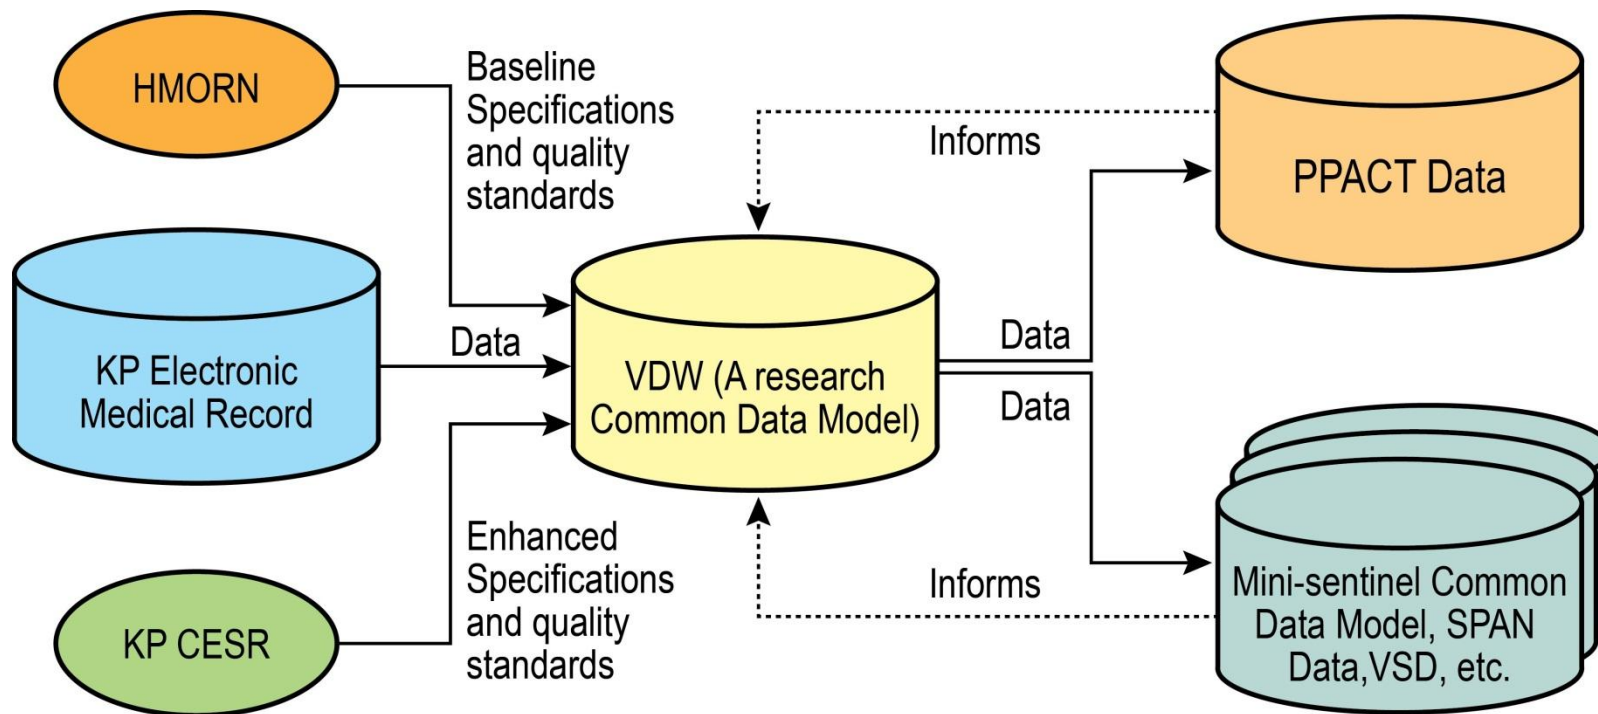 HMORN
Baseline
Specifications
and quality
standards
Informs
PPACT Data
KP Electronic
Medical Record
Data
VDW (A research
Common Data Model)
Data
Data
KP CESR
Enhanced
Specifications
and quality
standards
Informs
Mini-sentinel Common
Data Model, SPAN
Data,VSD, etc.